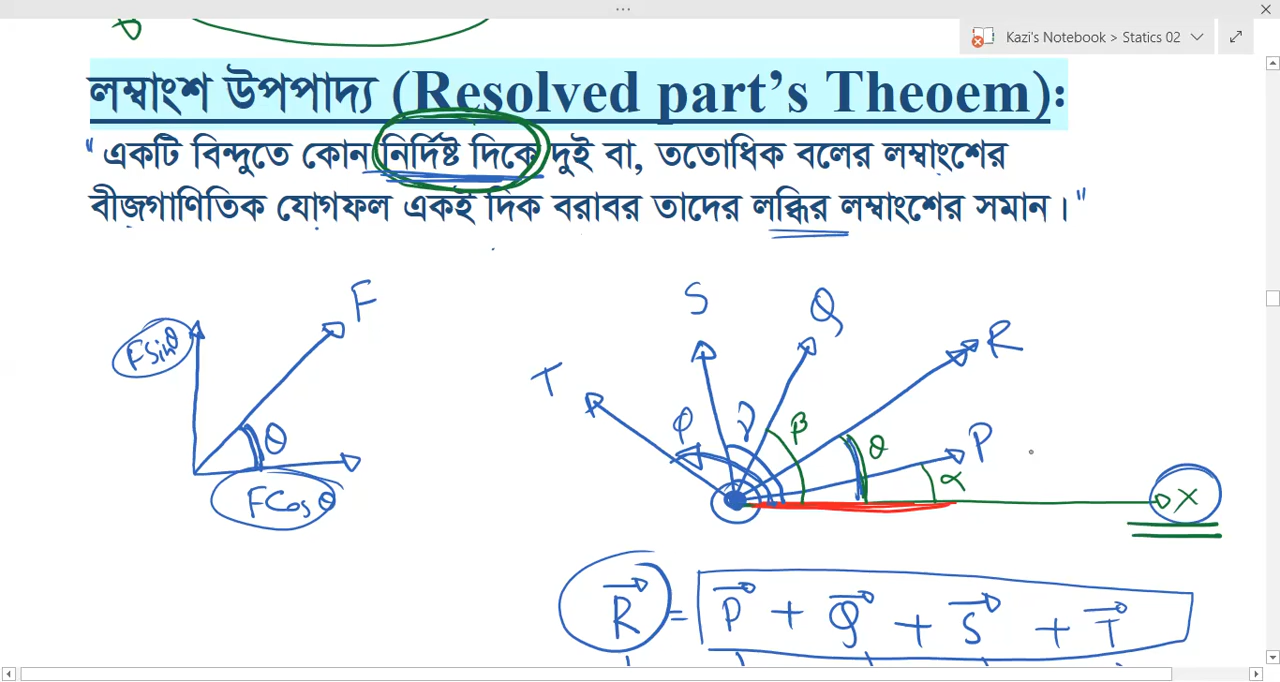 ...
Kazi's Notebook > Statics 02
লম্বাংশ উপপাদ্য (Resolved part's Theoem):
"একটি বিন্দুতে কোন নির্দিষ্ট দিকে দুই বা, ততোধিক বলের লম্বাংশের
বীজগাণিতিক যোগফল একই দিক বরাবর তাদের লব্ধির লম্বাংশের সমান।"
F
FSinθ
θ
FCosθ
T
S
Q
R
P
φ
γ
β
θ
α
X
R = P + Q + S + T